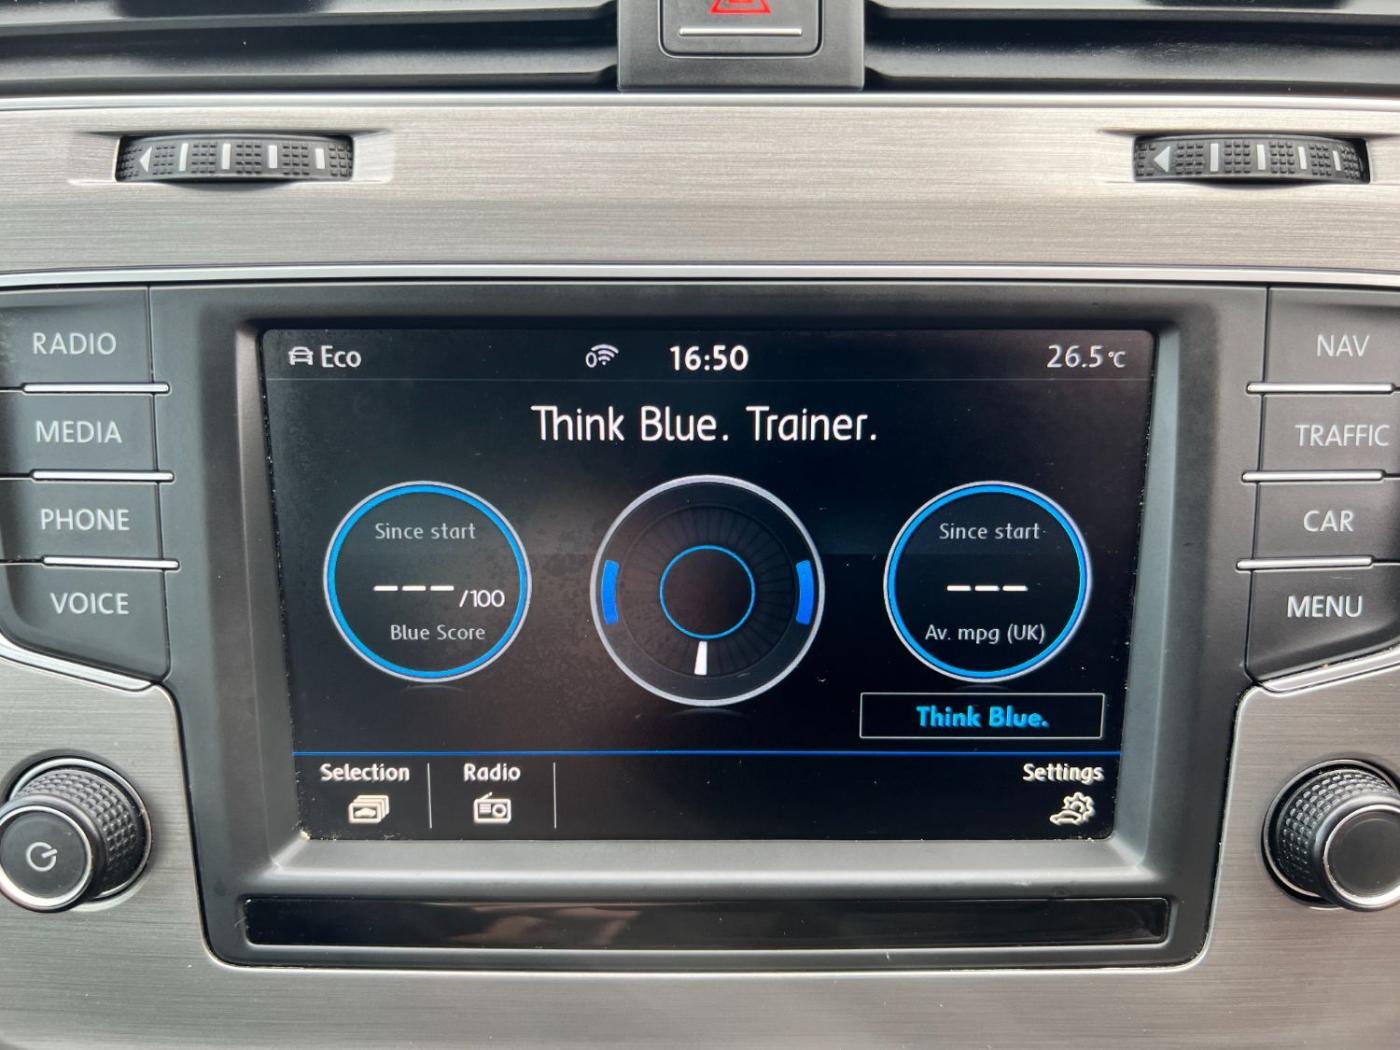 RADIO
MEDIA
PHONE
VOICE
Eco
0
16:50
26.5°C
Think Blue. Trainer.
Since start
---/100
Blue Score
Since start
---
Av. mpg (UK)
Think Blue.
Selection
Radio
Settings
NAV
TRAFFIC
CAR
MENU